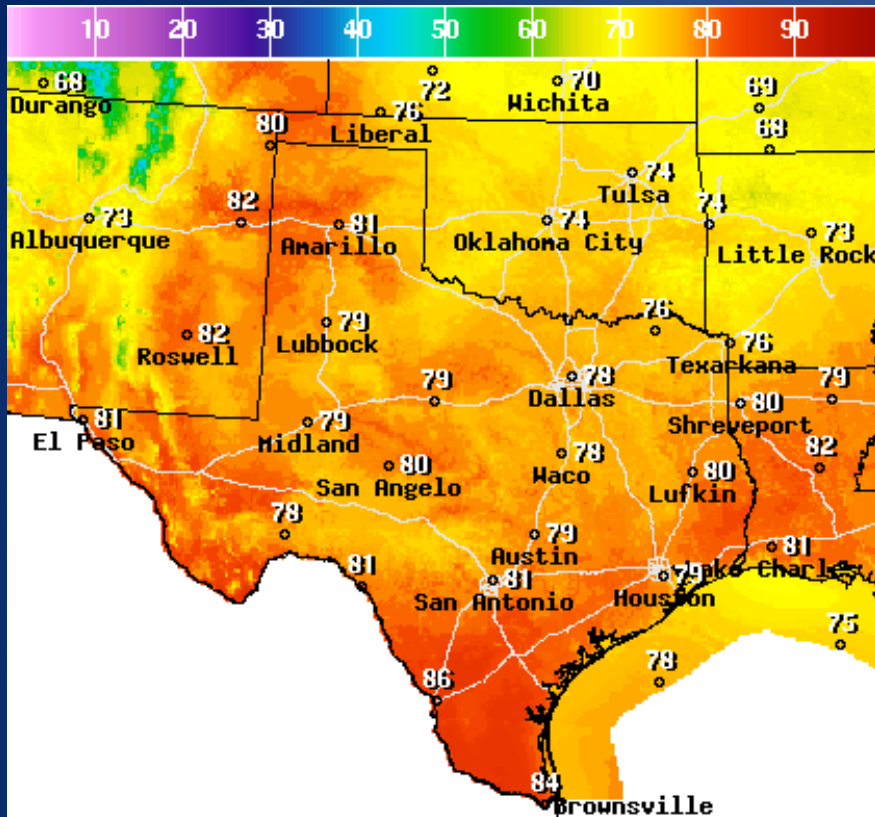 10 20 30 40 50 60 70 80 90
68 72 70 69
Durango Wichita
76 68
80 Liberal
74
82 Tulsa
73 81 74 74 73
Albuquerque Amarillo Oklahoma City Little Rock
82 79 76 76
Roswell Lubbock Texarkana
79 78 80 79
Dallas Shreveport
81 79
El Paso Midland
80 78 80 82
San Angelo Waco Lufkin
78 79 81
Austin
81 81 79 Lake Charles
San Antonio Houston
75
86 78
84
Brownsville